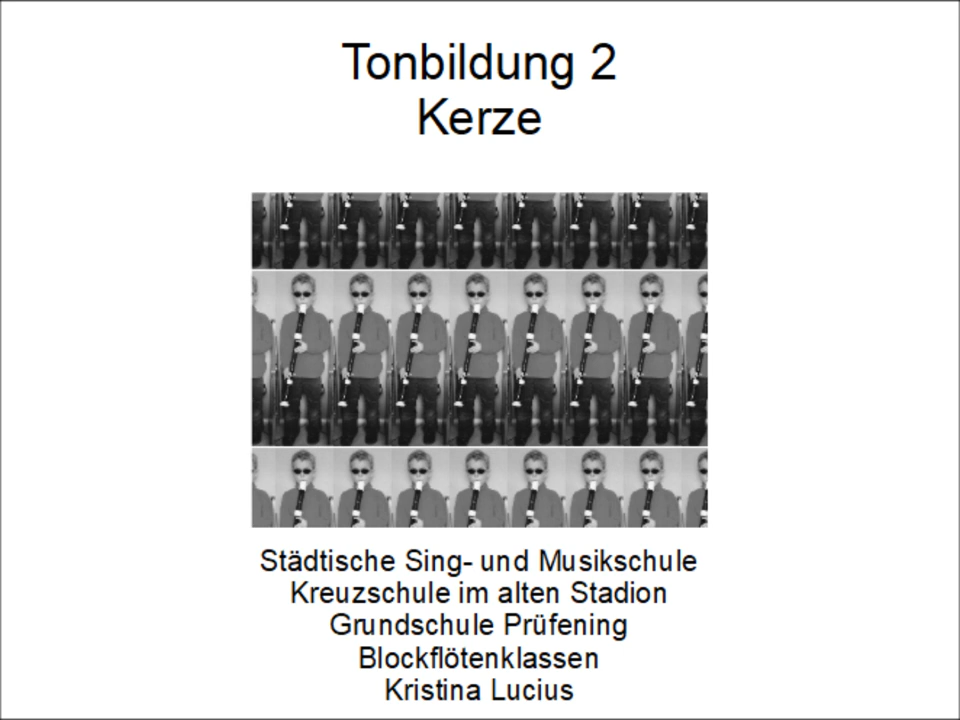 Tonbildung 2
Kerze
Städtische Sing- und Musikschule
Kreuzschule im alten Stadion
Grundschule Prüfening
Blockflötenklassen
Kristina Lucius